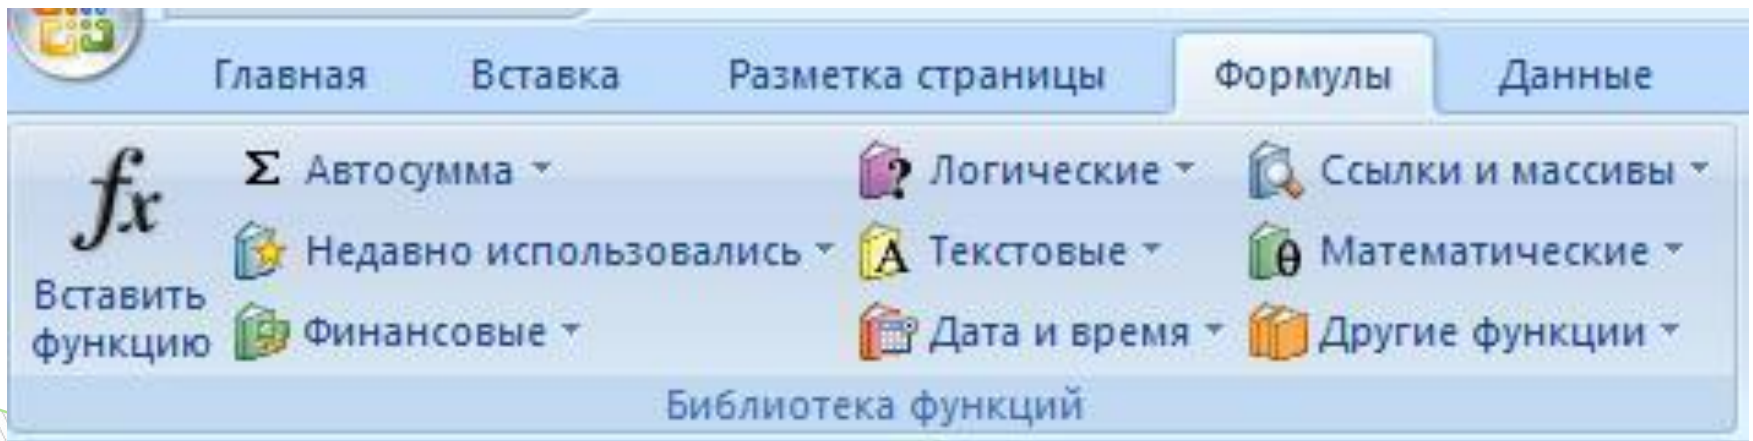 Главная Вставка Разметка страницы Формулы Данные
fx Вставить функцию
Σ Автосумма
Недавно использовались
Финансовые
Логические
Текстовые
Дата и время
Ссылки и массивы
Математические
Другие функции
Библиотека функций